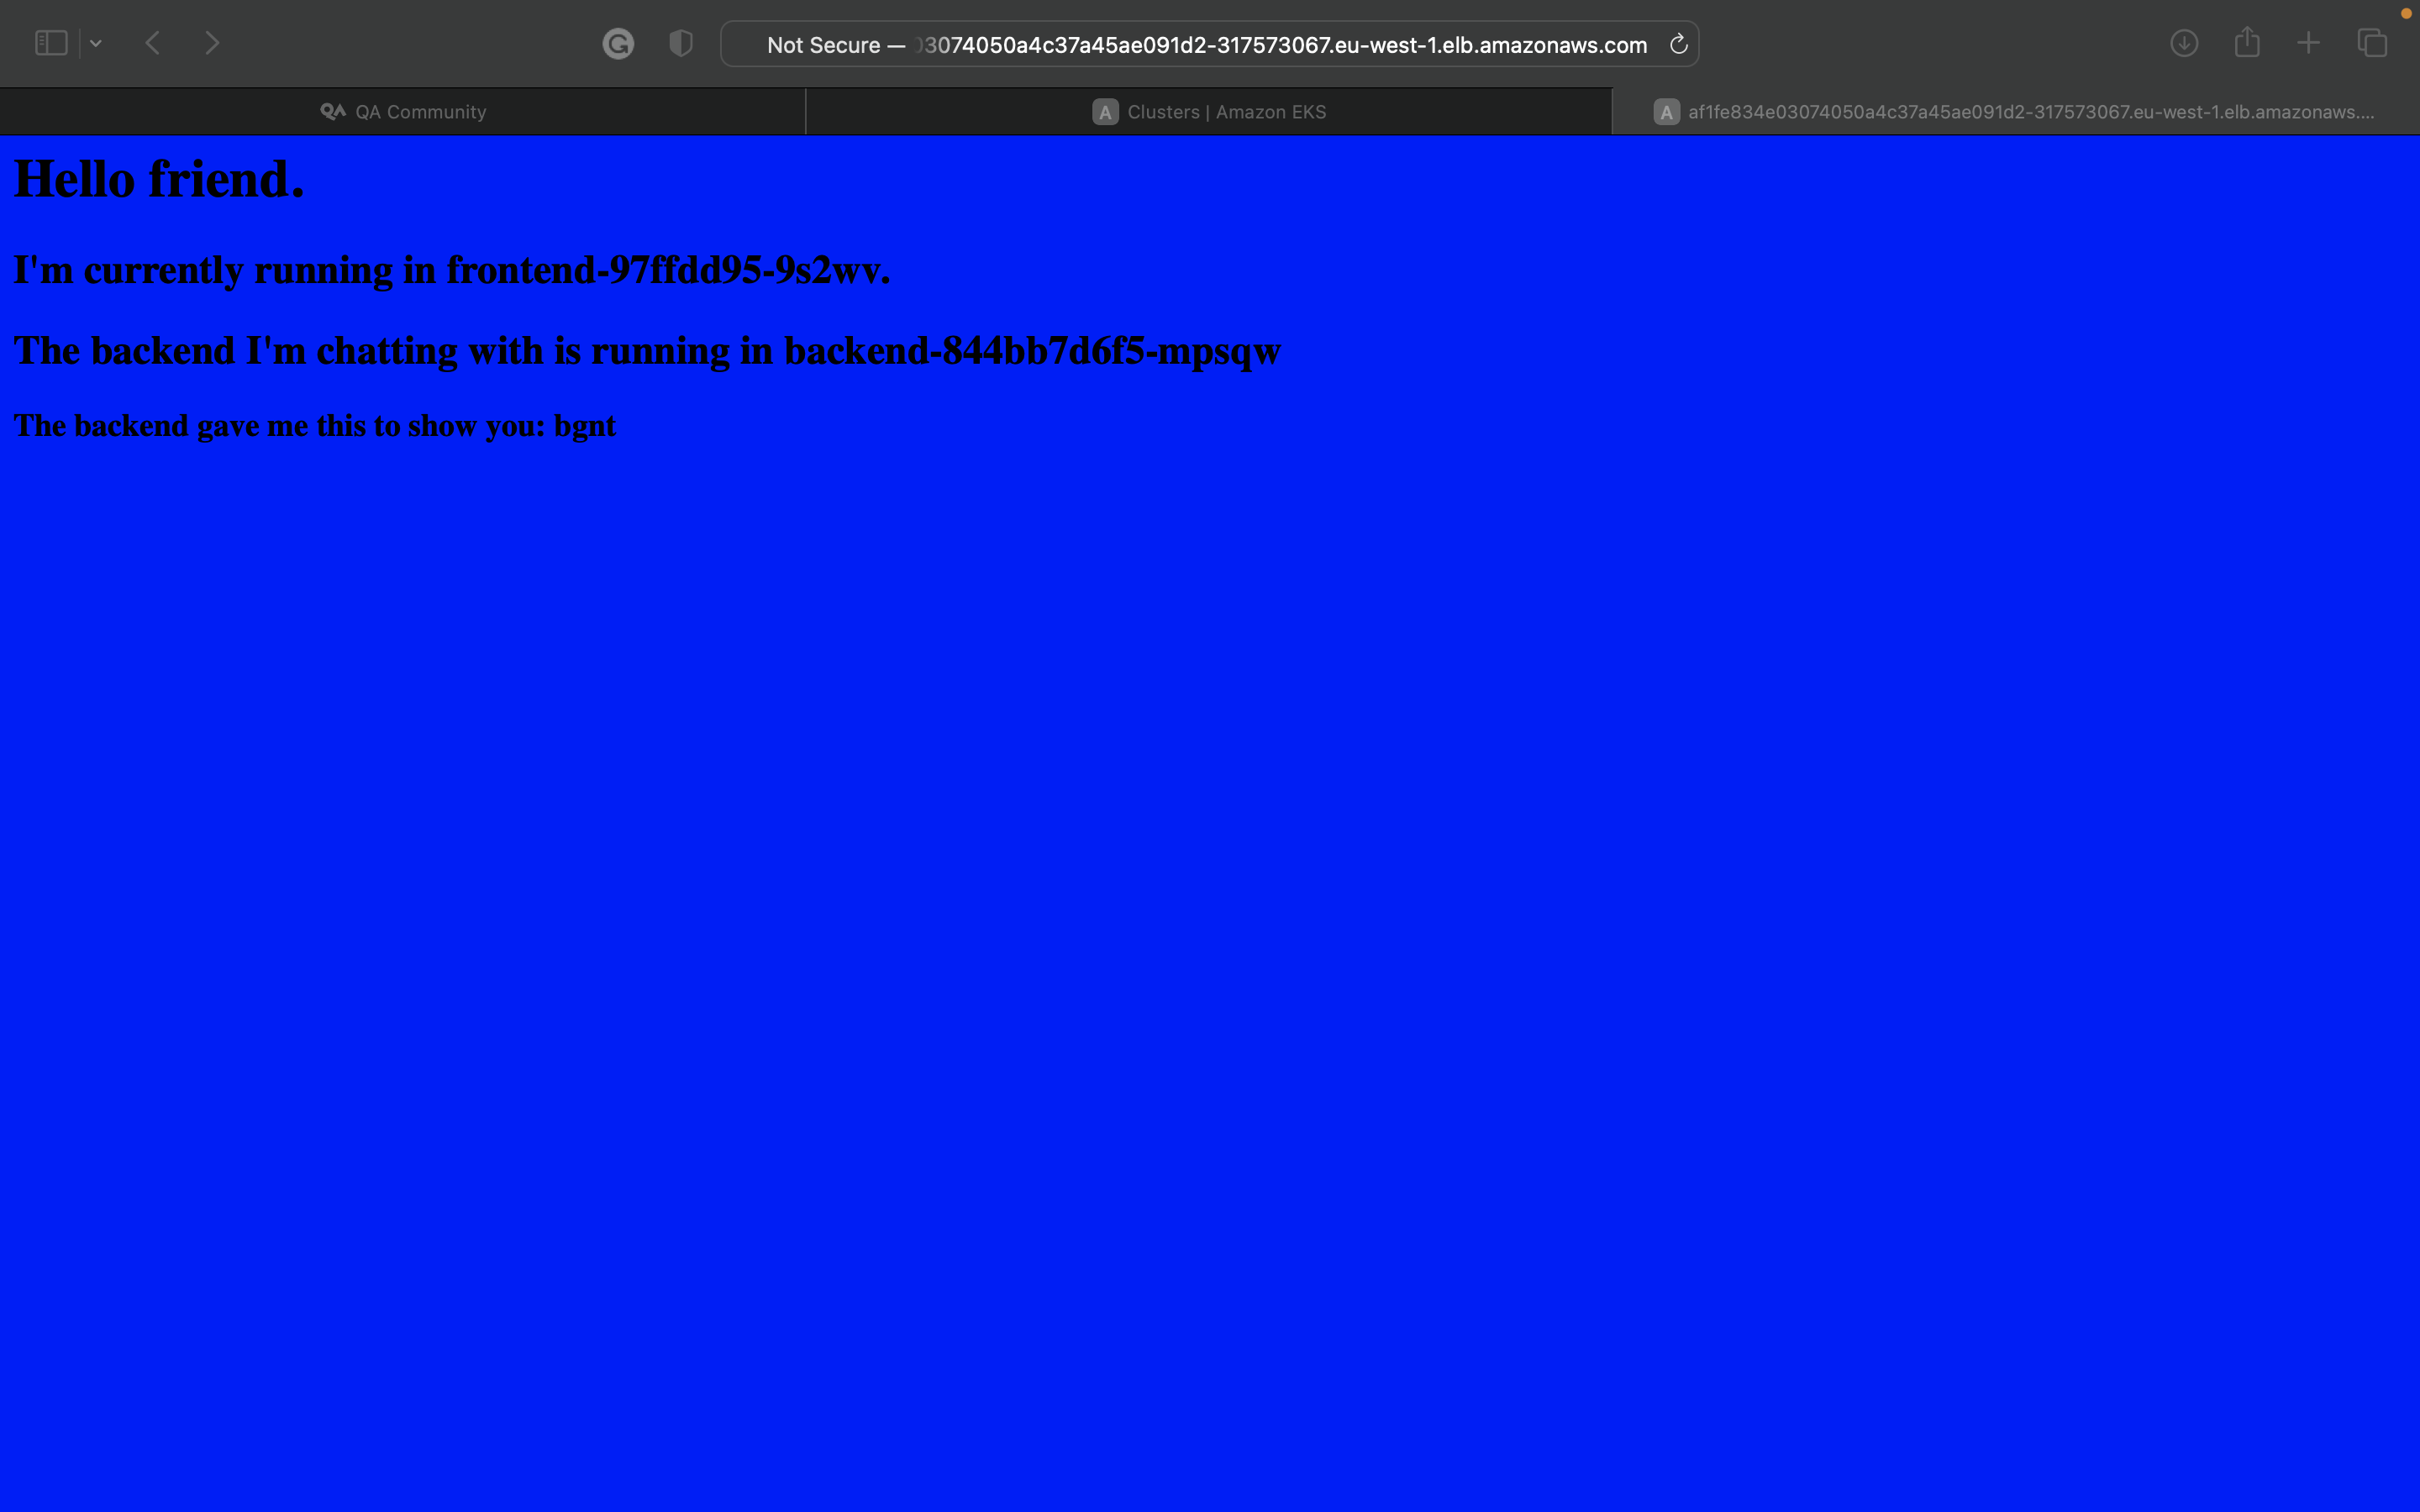 Not Secure — 03074050a4c37a45ae091d2-317573067.eu-west-1.elb.amazonaws.com
QA QA Community
A Clusters | Amazon EKS
A af1fe834e03074050a4c37a45ae091d2-317573067.eu-west-1.elb.amazonaws....
Hello friend.
I'm currently running in frontend-97ffdd95-9s2wv.
The backend I'm chatting with is running in backend-844bb7d6f5-mpsqw
The backend gave me this to show you: bgnt